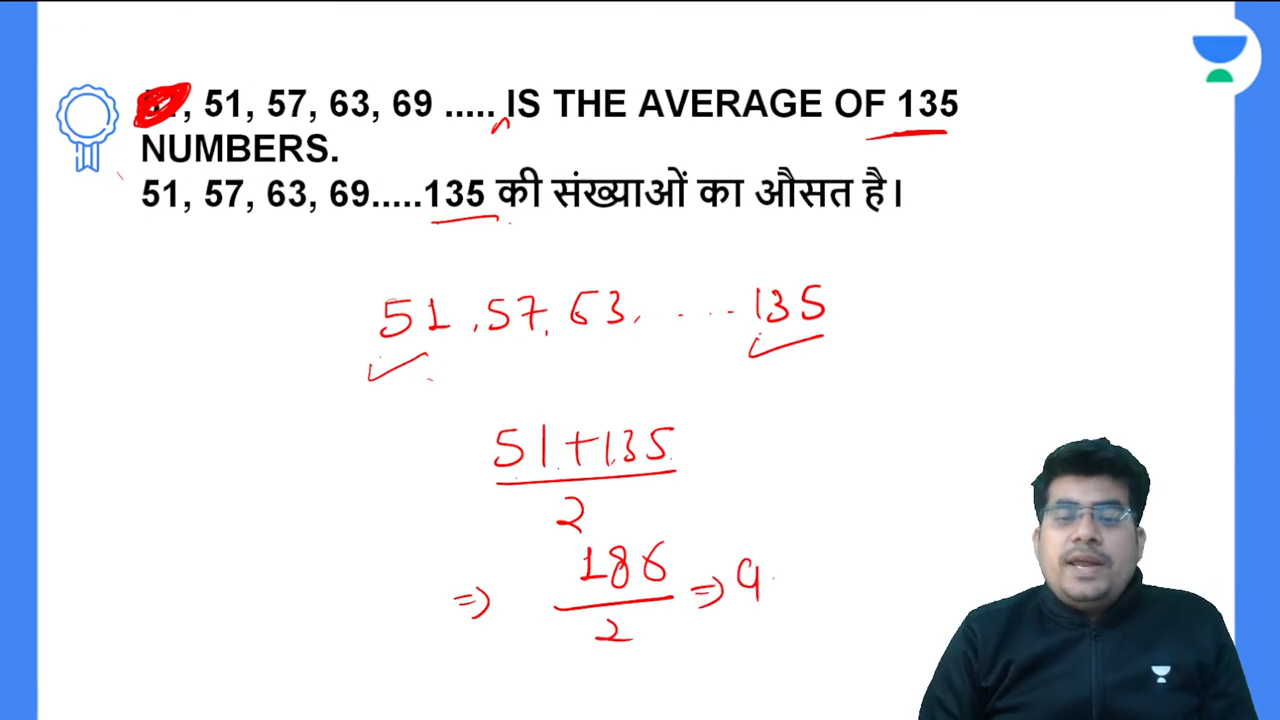 , 51, 57, 63, 69 ..... IS THE AVERAGE OF 135
NUMBERS.
51, 57, 63, 69.....135 की संख्याओं का औसत है।
51, 57, 63, . ... 135
51+135
2
⇒ 186 ⇒ 9
2